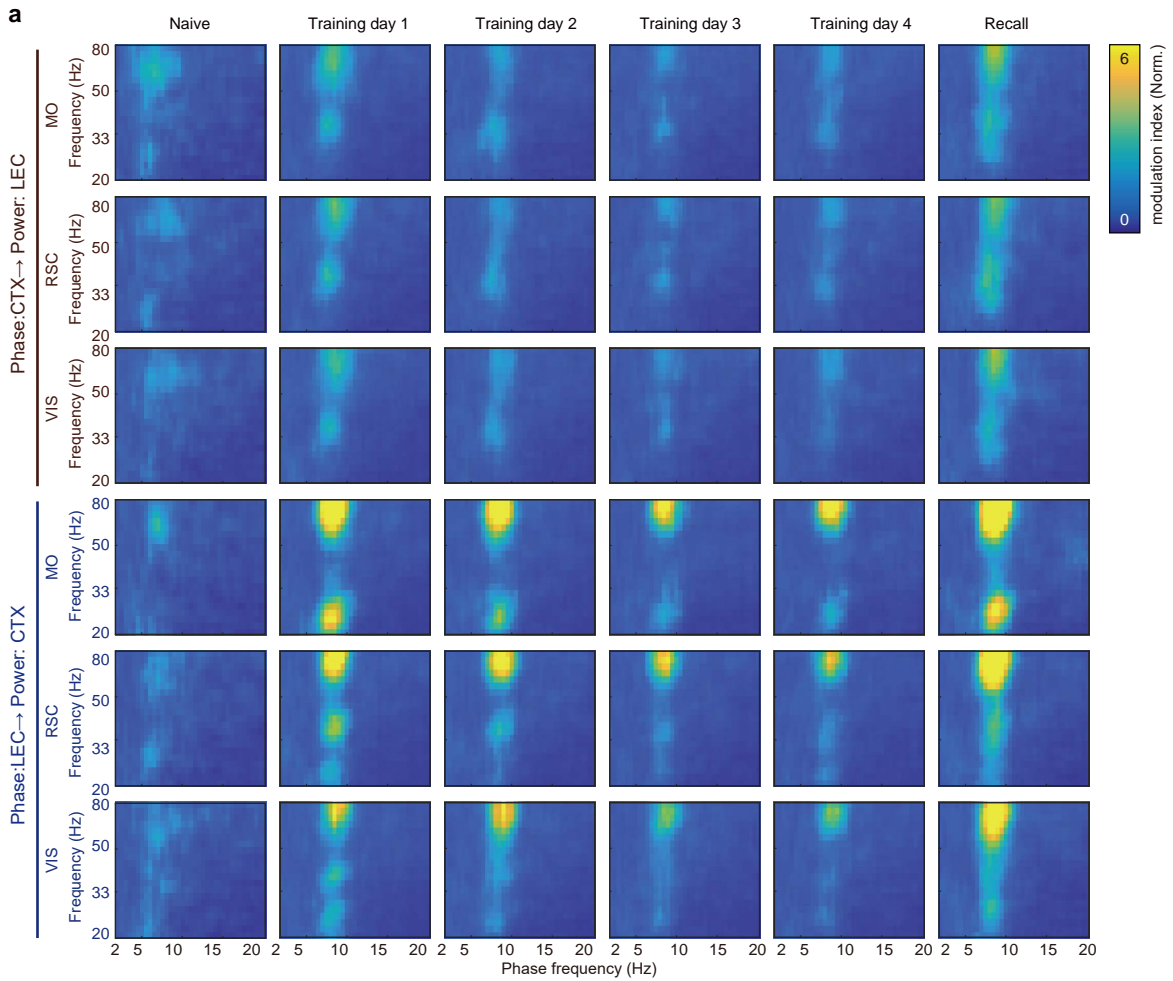 a
Naive
Training day 1
Training day 2
Training day 3
Training day 4
Recall
Phase:CTX→ Power: LEC
MO
Frequency (Hz)
80
50
33
20
6
0
modulation index (Norm.)
RSC
Frequency (Hz)
80
50
33
20
VIS
Frequency (Hz)
80
50
33
20
Phase:LEC→ Power: CTX
MO
Frequency (Hz)
80
50
33
20
RSC
Frequency (Hz)
80
50
33
20
VIS
Frequency (Hz)
80
50
33
20
2 5 10 15 20
2 5 10 15 20
2 5 10 15 20
2 5 10 15 20
2 5 10 15 20
2 5 10 15 20
Phase frequency (Hz)